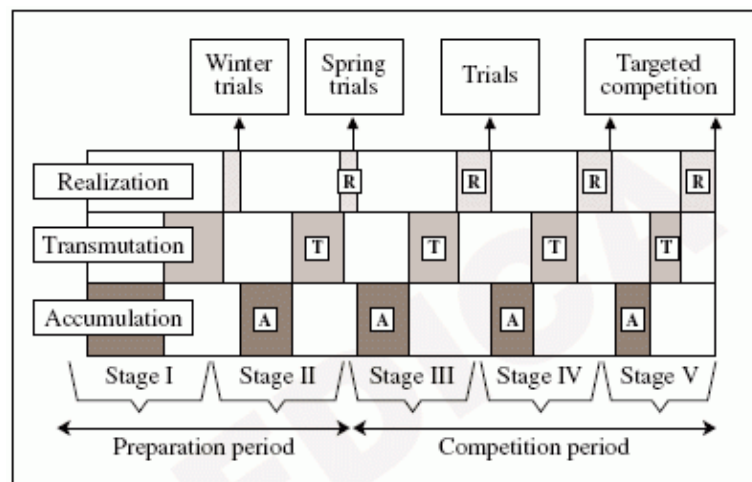 Winter
trials
Spring
trials
Trials
Targeted
competition
Realization
R
R
R
R
Transmutation
T
T
T
T
Accumulation
A
A
A
A
Stage I
Stage II
Stage III
Stage IV
Stage V
Preparation period
Competition period